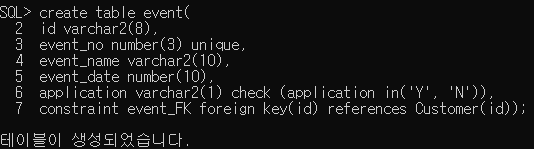 SQL> create table event(
  2  id varchar2(8),
  3  event_no number(3) unique,
  4  event_name varchar2(10),
  5  event_date number(10),
  6  application varchar2(1) check (application in('Y', 'N')),
  7  constraint event_FK foreign key(id) references Customer(id));
테이블이 생성되었습니다.